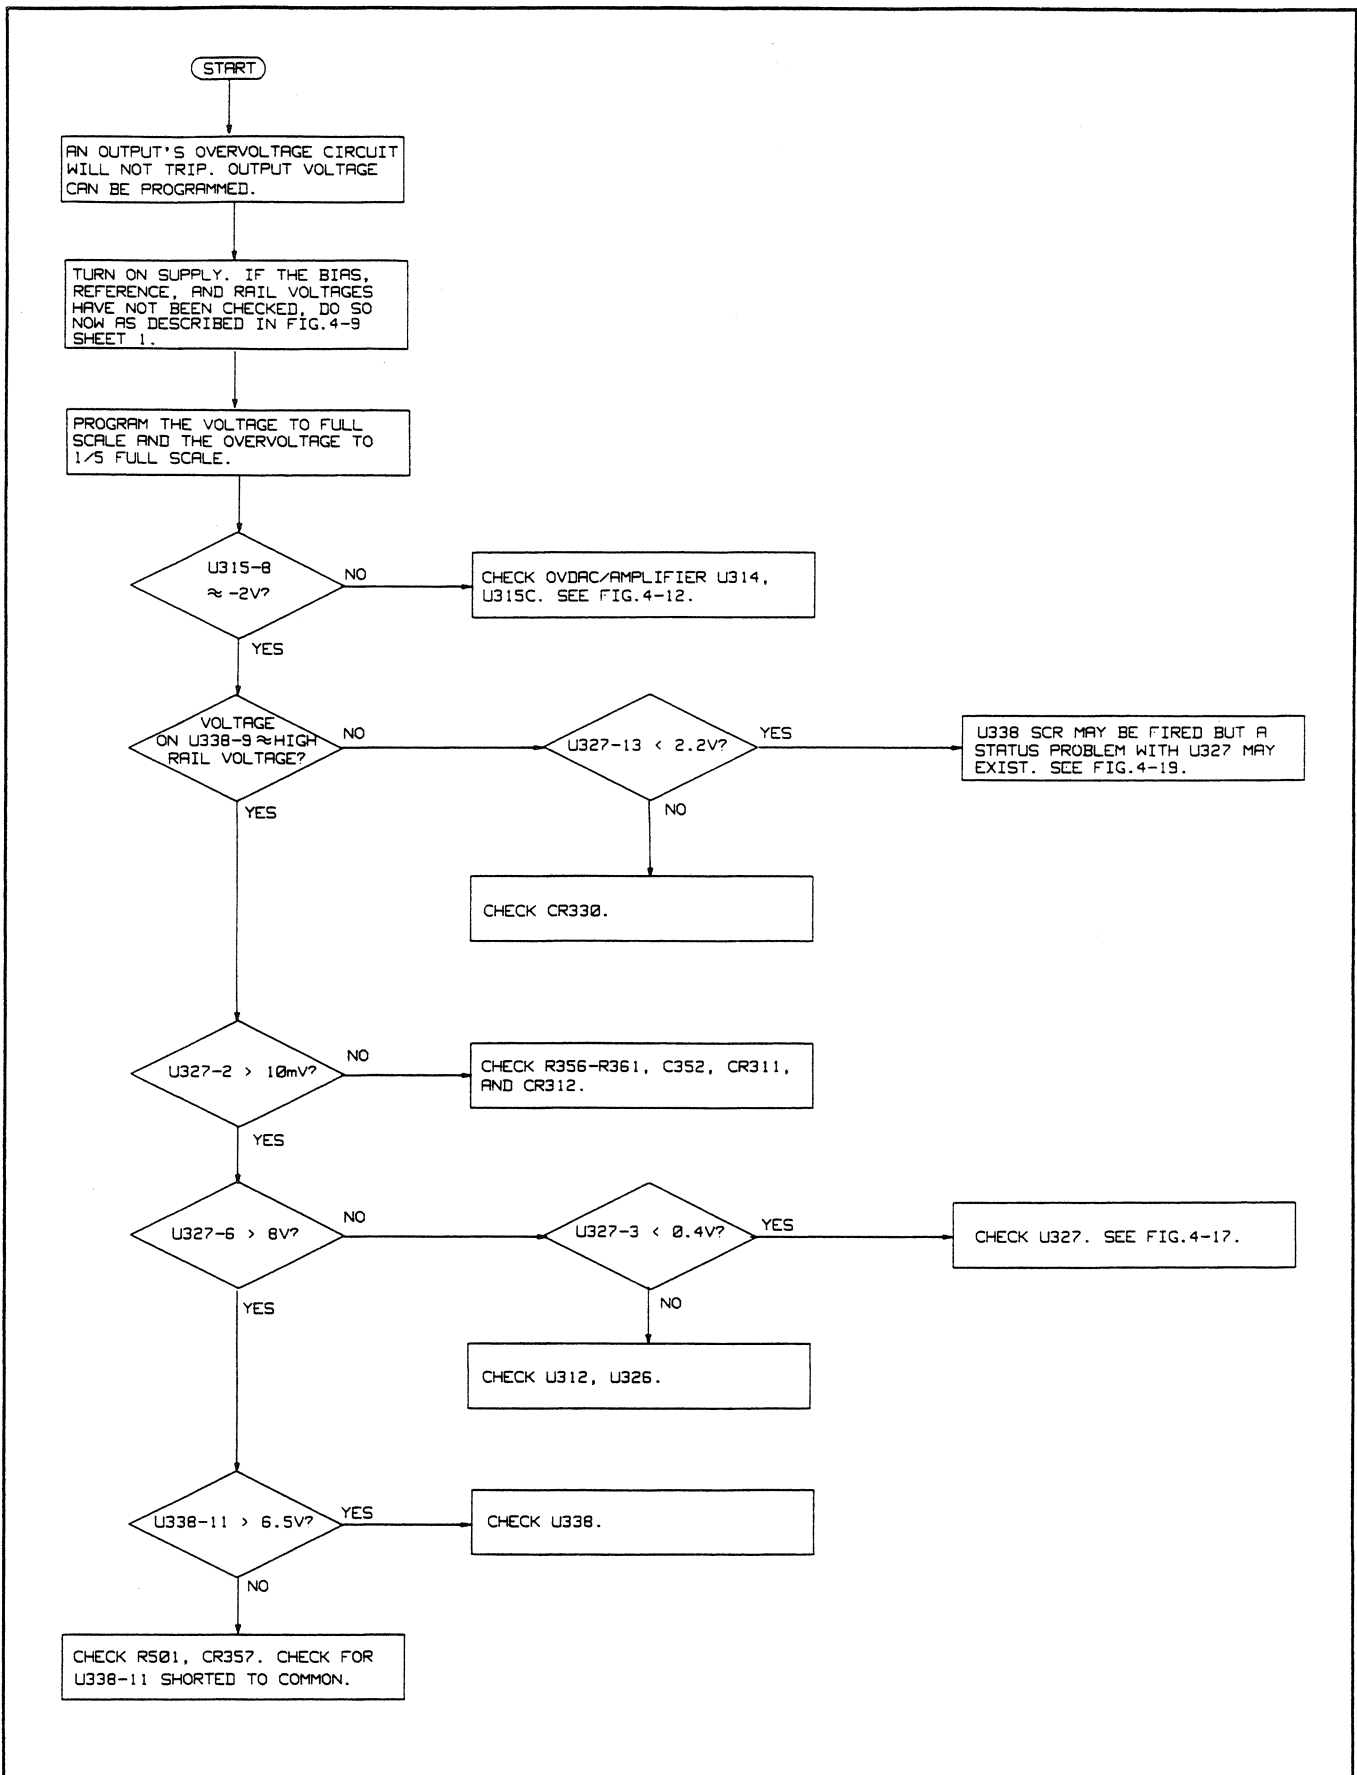 START
AN OUTPUT'S OVERVOLTAGE CIRCUIT
WILL NOT TRIP. OUTPUT VOLTAGE
CAN BE PROGRAMMED.
TURN ON SUPPLY. IF THE BIAS,
REFERENCE, AND RAIL VOLTAGES
HAVE NOT BEEN CHECKED, DO SO
NOW AS DESCRIBED IN FIG.4-9
SHEET 1.
PROGRAM THE VOLTAGE TO FULL
SCALE AND THE OVERVOLTAGE TO
1/5 FULL SCALE.
U315-8
≈ -2V?
NO
CHECK OVDAC/AMPLIFIER U314,
U315C. SEE FIG.4-12.
YES
VOLTAGE
ON U338-9≈HIGH
RAIL VOLTAGE?
NO
U327-13 < 2.2V?
YES
U338 SCR MAY BE FIRED BUT A
STATUS PROBLEM WITH U327 MAY
EXIST. SEE FIG.4-19.
YES
NO
CHECK CR330.
U327-2 > 10mV?
NO
CHECK R356-R361, C352, CR311,
AND CR312.
YES
U327-6 > 8V?
NO
U327-3 < 0.4V?
YES
CHECK U327. SEE FIG.4-17.
YES
NO
CHECK U312, U326.
U338-11 > 6.5V?
YES
CHECK U338.
NO
CHECK R501, CR357. CHECK FOR
U338-11 SHORTED TO COMMON.